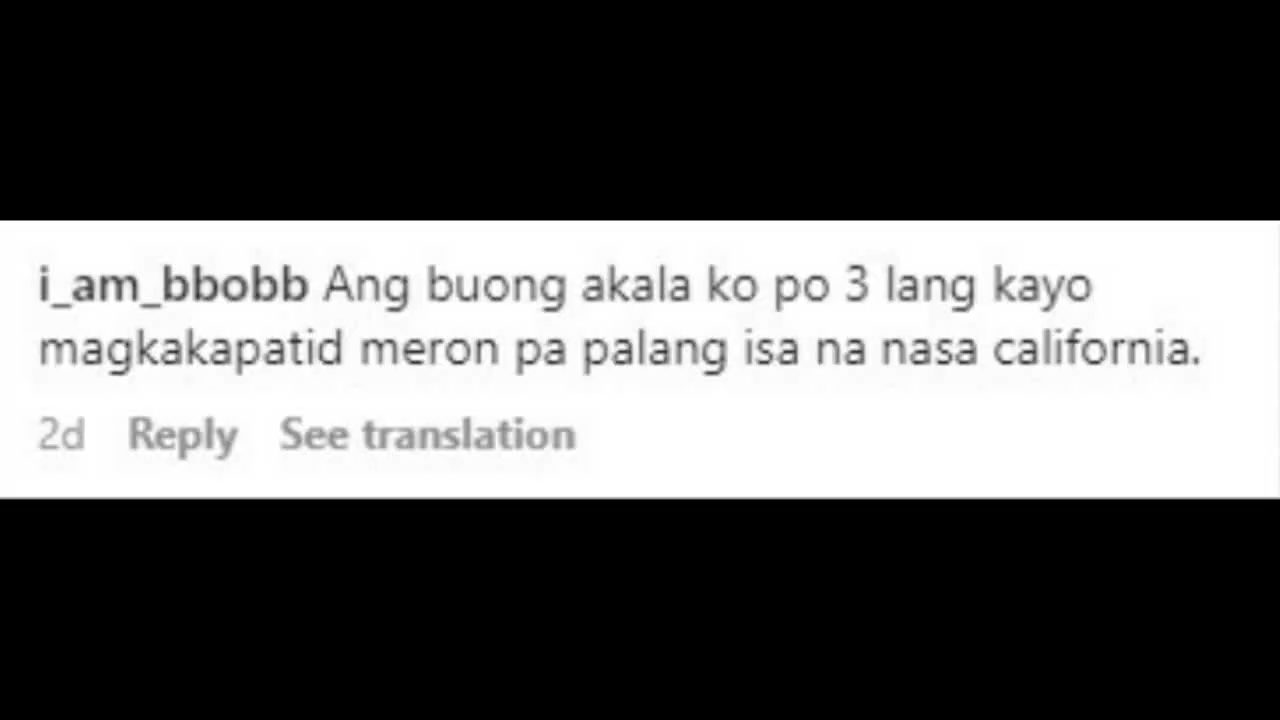 i_am_bbobb Ang buong akala ko po 3 lang kayo
magkakapatid meron pa palang isa na nasa california.
2d Reply See translation